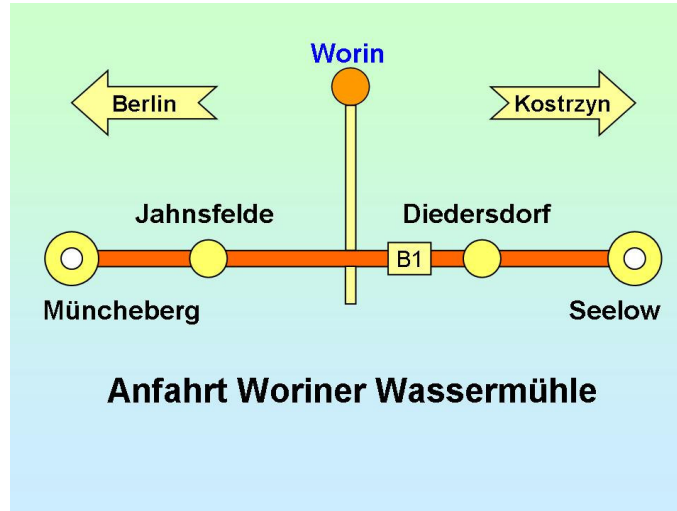 Worin
Berlin
Kostrzyn
Jahnsfelde
Diedersdorf
B1
Müncheberg
Seelow
Anfahrt Woriner Wassermühle